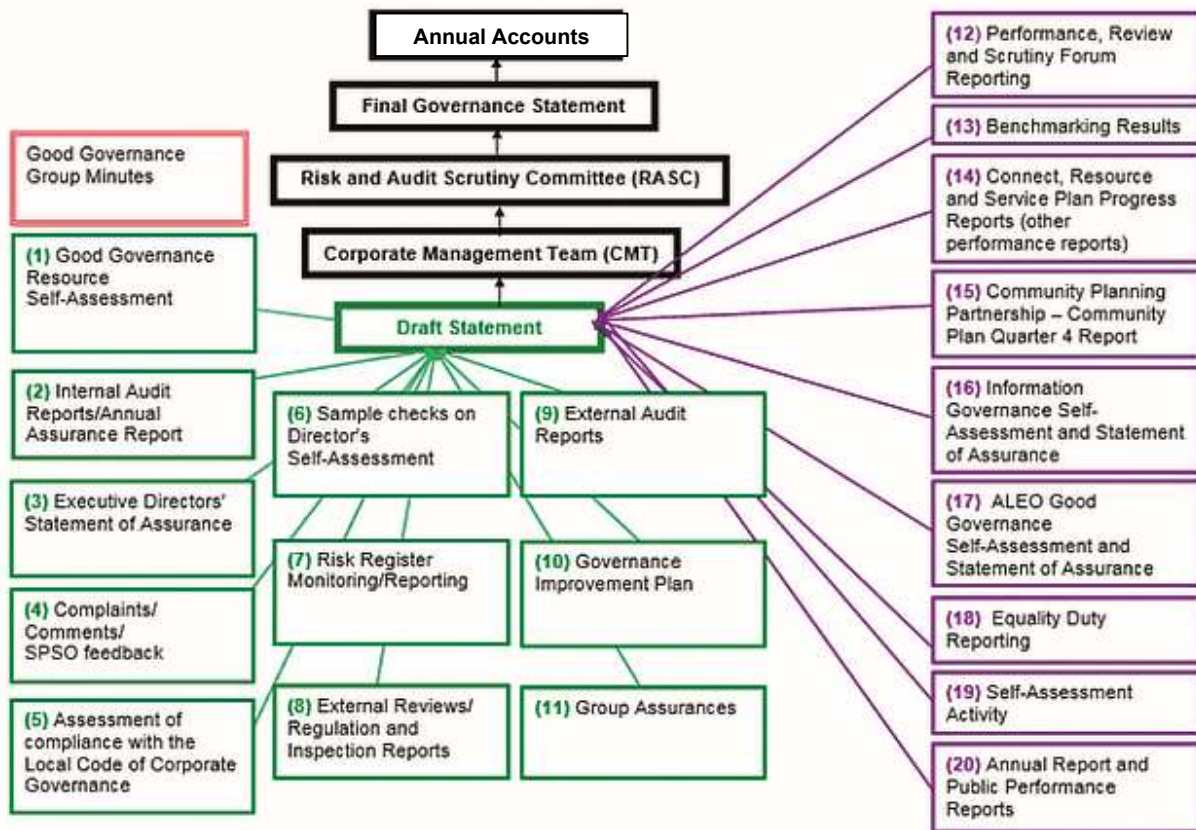 Annual Accounts
Final Governance Statement
Risk and Audit Scrutiny Committee (RASC)
Corporate Management Team (CMT)
Draft Statement
Good Governance
Group Minutes
(1) Good Governance
Resource
Self-Assessment
(2) Internal Audit
Reports/Annual
Assurance Report
(3) Executive Directors'
Statement of Assurance
(4) Complaints/
Comments/
SPSO feedback
(5) Assessment of
compliance with the
Local Code of Corporate
Governance
(6) Sample checks on
Director's
Self-Assessment
(7) Risk Register
Monitoring/Reporting
(8) External Reviews/
Regulation and
Inspection Reports
(9) External Audit
Reports
(10) Governance
Improvement Plan
(11) Group Assurances
(12) Performance, Review
and Scrutiny Forum
Reporting
(13) Benchmarking Results
(14) Connect, Resource
and Service Plan Progress
Reports (other
performance reports)
(15) Community Planning
Partnership – Community
Plan Quarter 4 Report
(16) Information
Governance Self-
Assessment and Statement
of Assurance
(17) ALEO Good
Governance
Self-Assessment and
Statement of Assurance
(18) Equality Duty
Reporting
(19) Self-Assessment
Activity
(20) Annual Report and
Public Performance
Reports